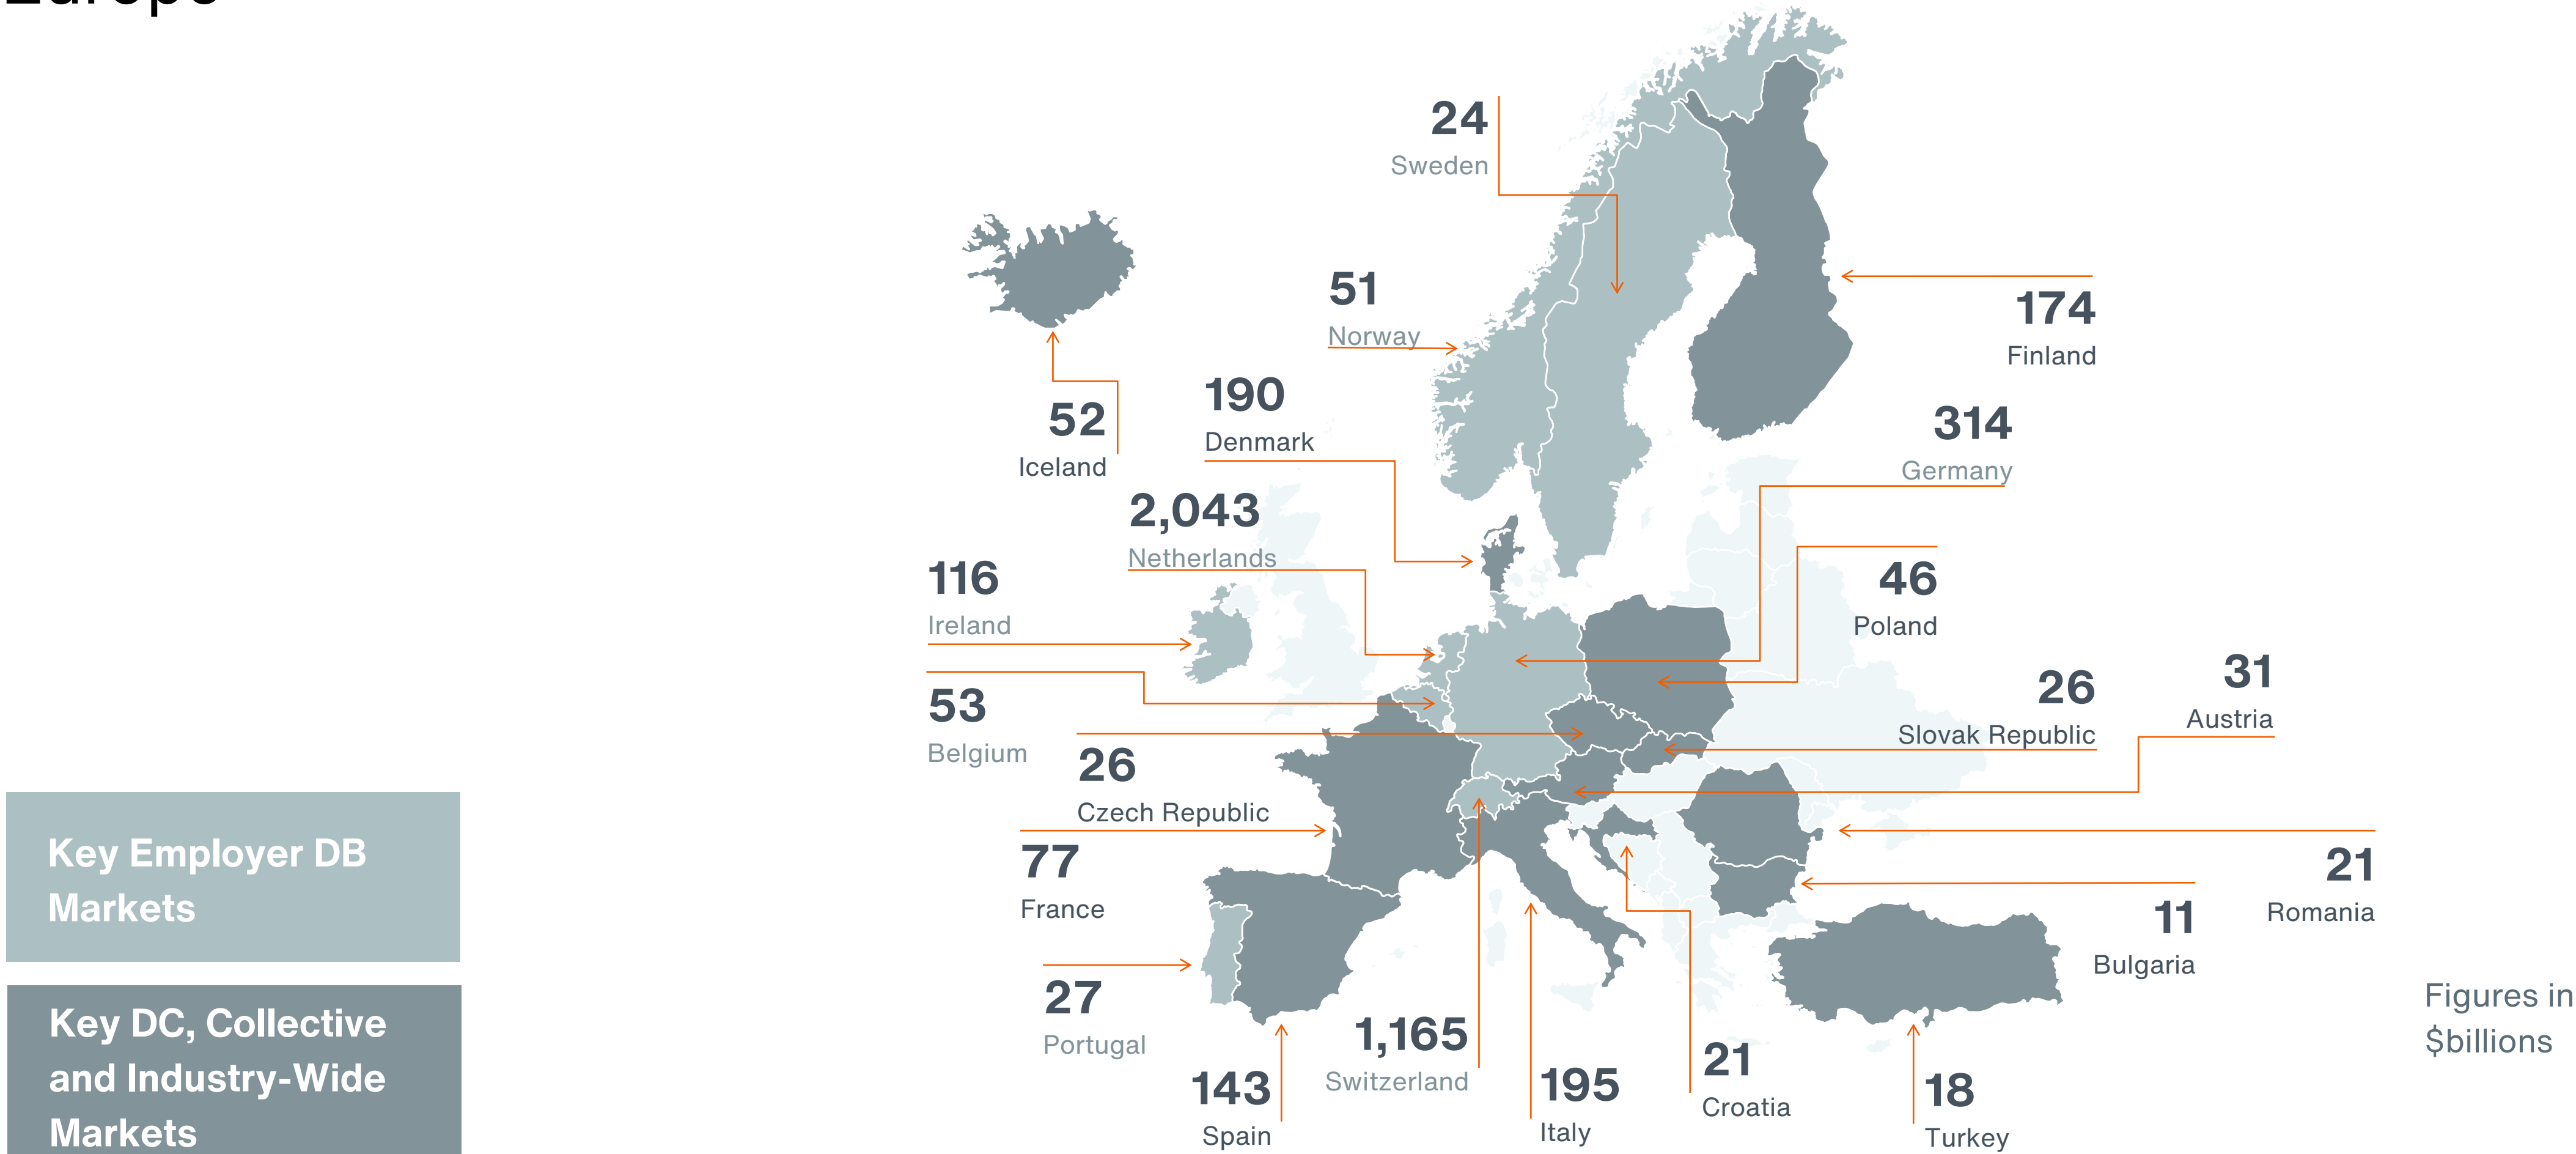 Europe
24
Sweden
51
Norway
174
Finland
52
Iceland
190
Denmark
314
Germany
2,043
Netherlands
116
Ireland
46
Poland
53
Belgium
26
Slovak Republic
31
Austria
26
Czech Republic
77
France
21
Romania
11
Bulgaria
27
Portugal
143
Spain
1,165
Switzerland
195
Italy
21
Croatia
18
Turkey
Key Employer DB
Markets
Key DC, Collective
and Industry-Wide
Markets
Figures in
$billions